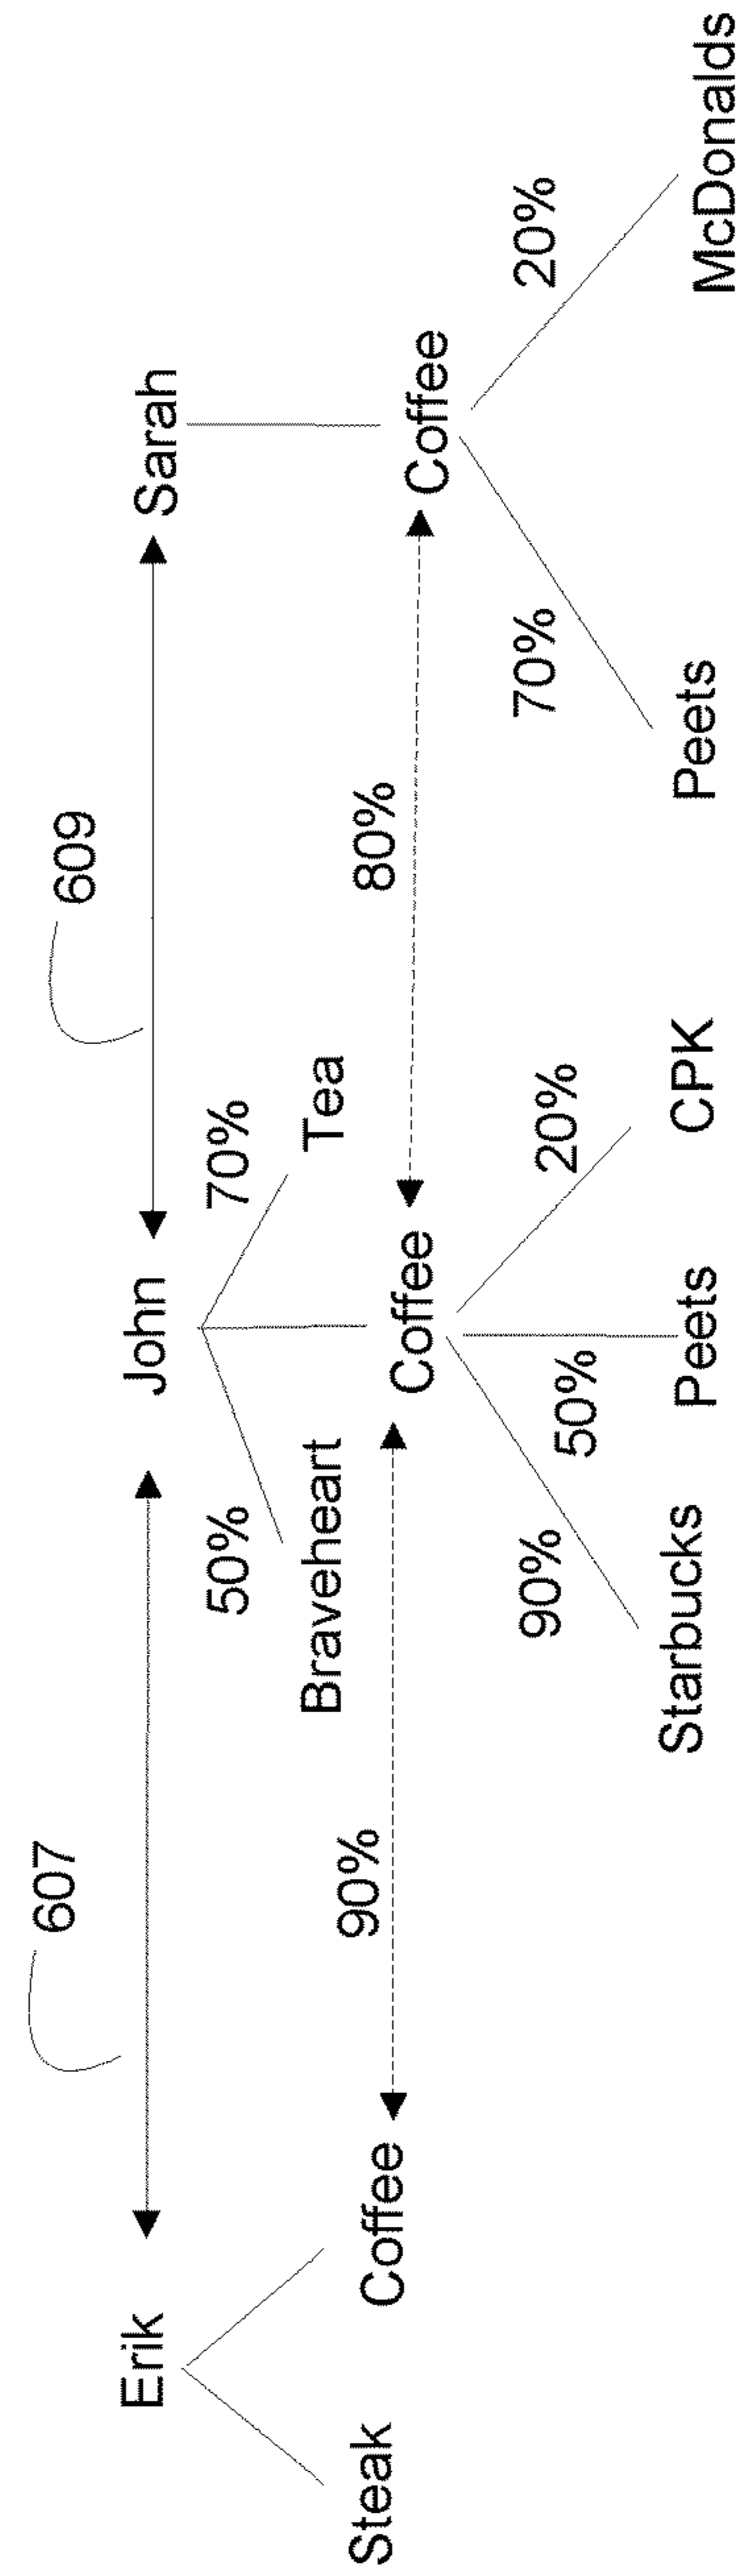 607
609
Erik
John
Sarah
50%
70%
Steak
Coffee
90%
Braveheart
Coffee
Tea
80%
Coffee
90%
50%
20%
70%
20%
Starbucks
Peets
CPK
Peets
McDonalds